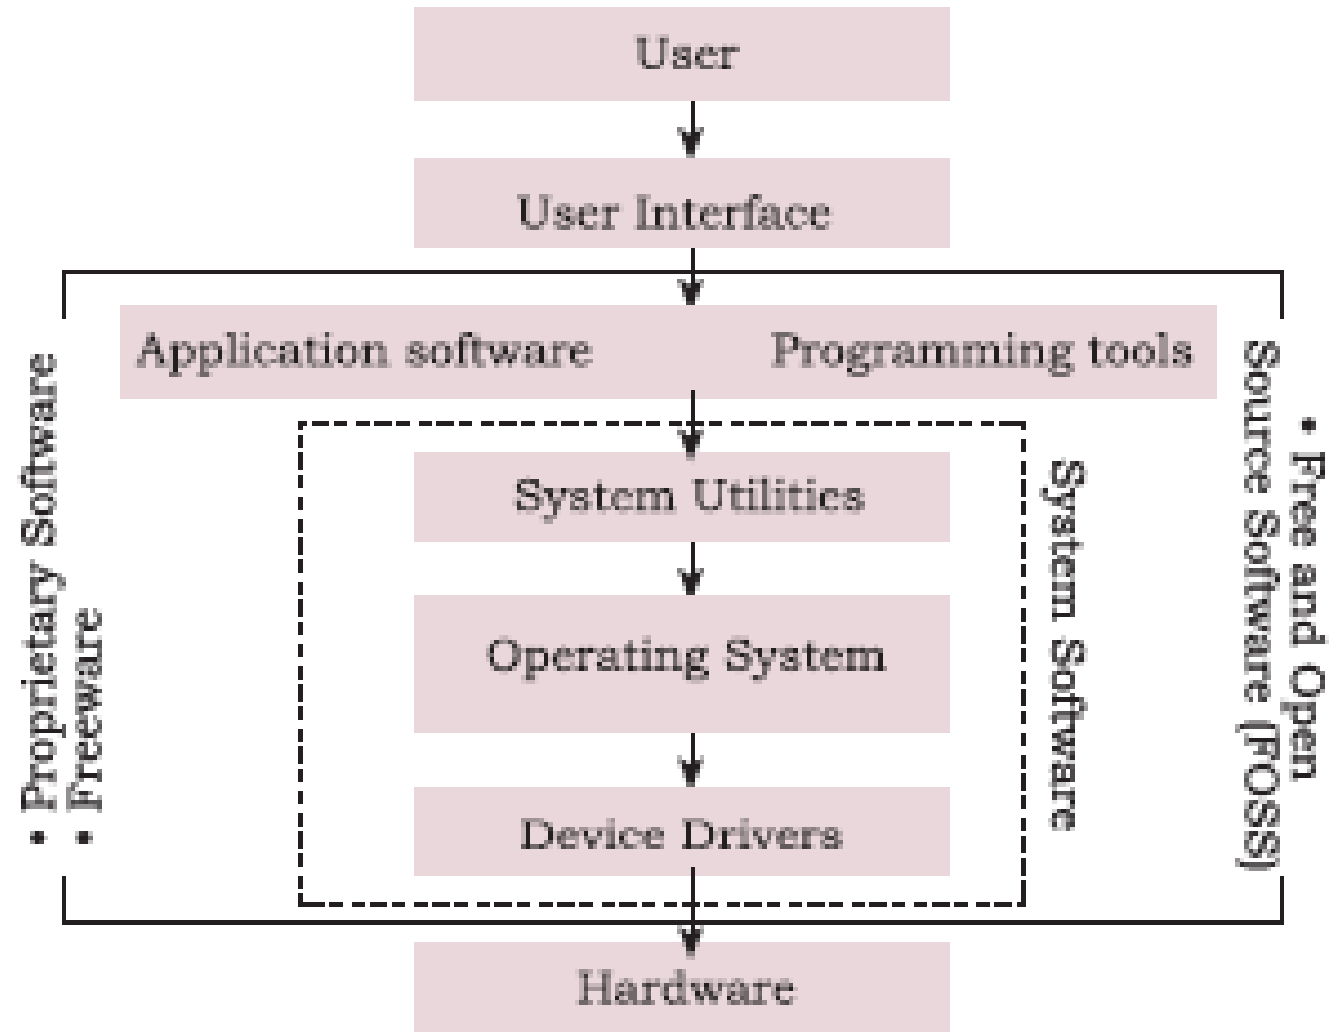 User
User Interface
Application software
Programming tools
• Proprietary Software
• Freeware
System Utilities
Operating System
Device Drivers
System Software
• Free and Open
Source Software (FOSS)
Hardware